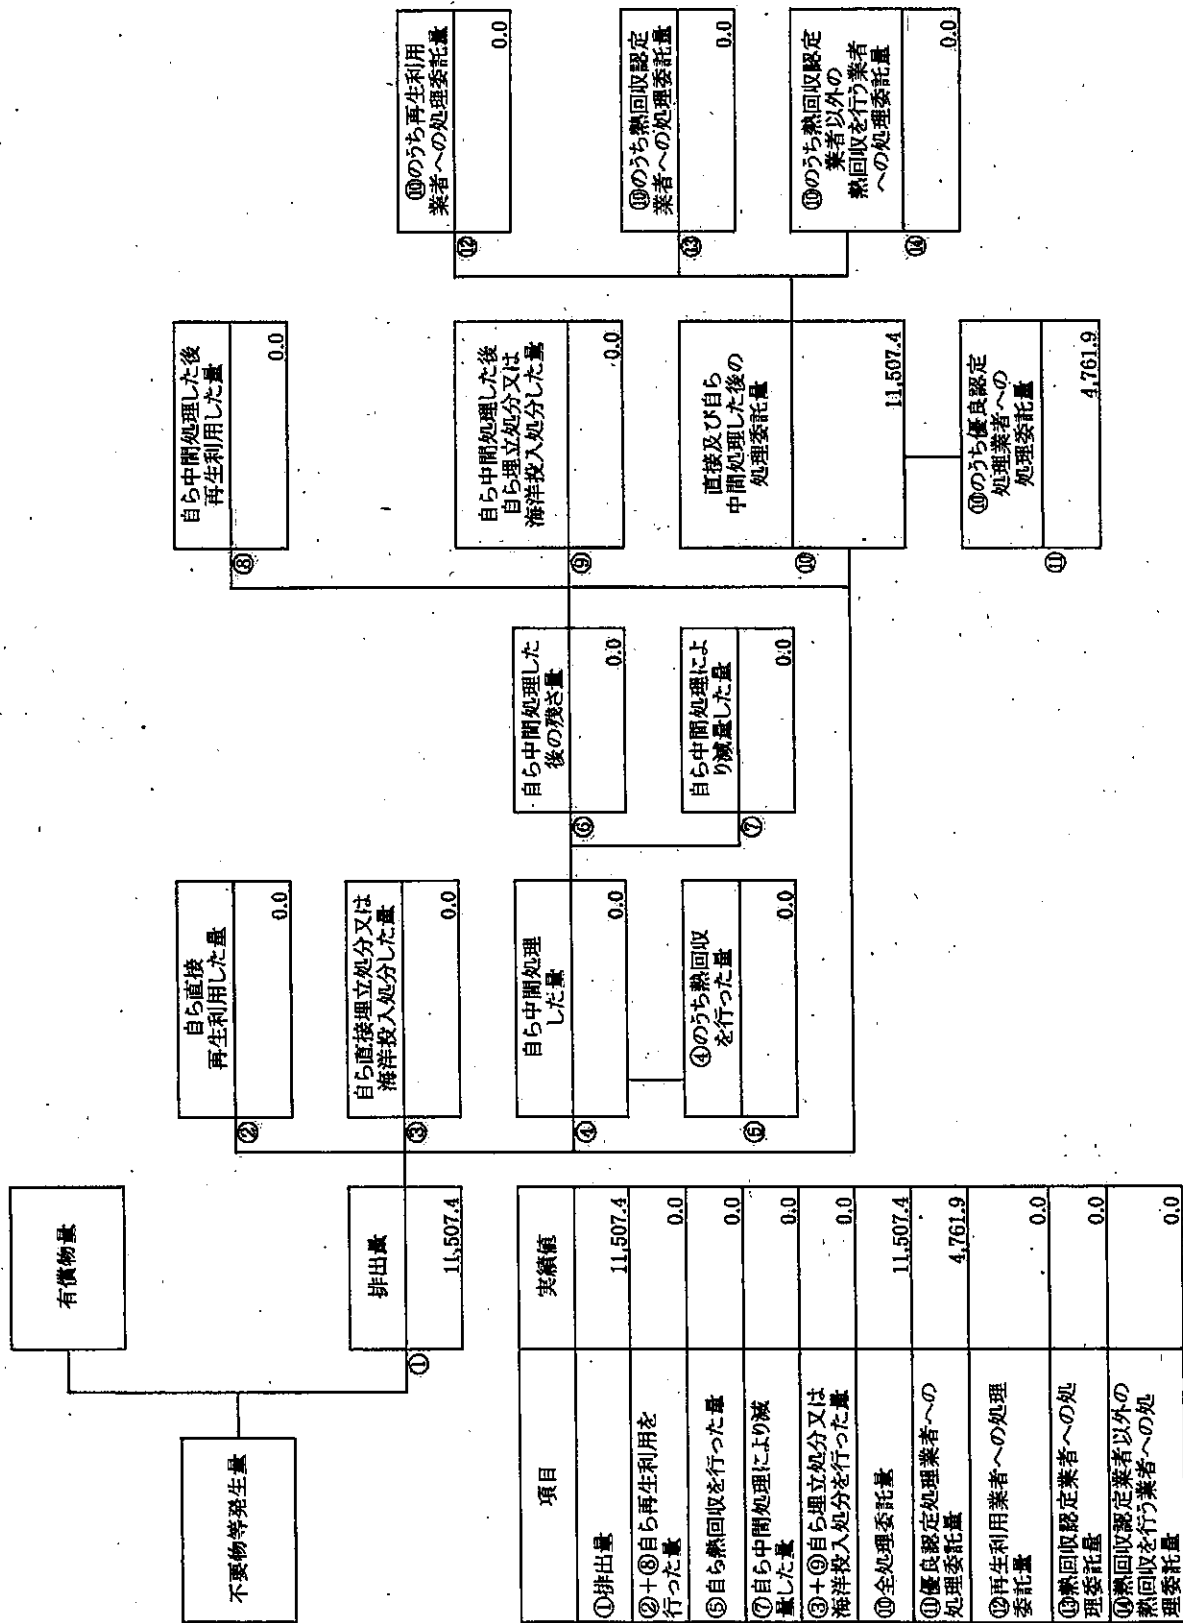 不要物等発生量
有償物量
排出量
①
11,507.4
自ら直接
再生利用した量
②
0.0
自ら直接埋立処分又は
海洋投入処分した量
③
0.0
自ら中間処理
した量
④
0.0
④のうち熱回収
を行った量
⑤
0.0
自ら中間処理した
後の残さ量
⑥
0.0
自ら中間処理によ
り減量した量
⑦
0.0
自ら中間処理した後
再生利用した量
⑧
0.0
自ら中間処理した後
自ら埋立処分又は
海洋投入処分した量
⑨
0.0
直接及び自ら
中間処理した後の
処理委託量
⑩
11,507.4
⑩のうち優良認定
処理業者への
処理委託量
⑪
4,761.9
⑩のうち再生利用
業者への処理委託量
⑫
0.0
⑩のうち熱回収認定
業者への処理委託量
⑬
0.0
⑩のうち熱回収認定
業者以外の
熱回収を行う業者
への処理委託量
⑭
0.0
項目 実績値
①排出量 11,507.4
②+⑧自ら再生利用を
行った量 0.0
⑤自ら熱回収を行った量 0.0
⑦自ら中間処理により減
量した量 0.0
③+⑨自ら埋立処分又は
海洋投入処分を行った量 0.0
⑩全処理委託量 11,507.4
⑪優良認定処理業者への
処理委託量 4,761.9
⑫再生利用業者への処理
委託量 0.0
⑬熱回収認定業者への処
理委託量 0.0
⑭熱回収認定業者以外の
熱回収を行う業者への処
理委託量 0.0